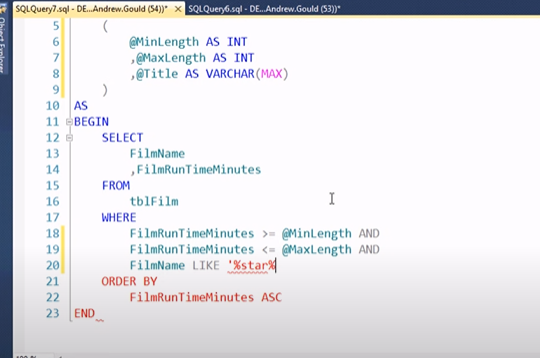 SQLQuery7.sql - DE...Andrew.Gould (54))* SQLQuery6.sql - DE...Andrew.Gould (53))*
Object Explorer
5 (
6 @MinLength AS INT
7 ,@MaxLength AS INT
8 ,@Title AS VARCHAR(MAX)
9 )
10 AS
11 BEGIN
12 SELECT
13 FilmName
14 ,FilmRunTimeMinutes
15 FROM
16 tblFilm
17 WHERE
18 FilmRunTimeMinutes >= @MinLength AND
19 FilmRunTimeMinutes <= @MaxLength AND
20 FilmName LIKE '%star%
21 ORDER BY
22 FilmRunTimeMinutes ASC
23 END